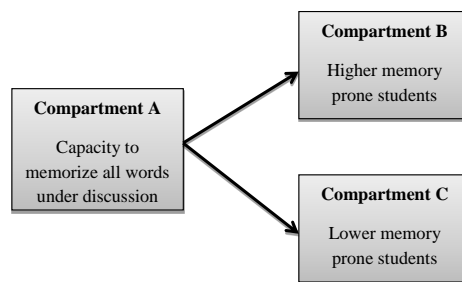 Compartment A
Capacity to
memorize all words
under discussion
Compartment B
Higher memory
prone students
Compartment C
Lower memory
prone students